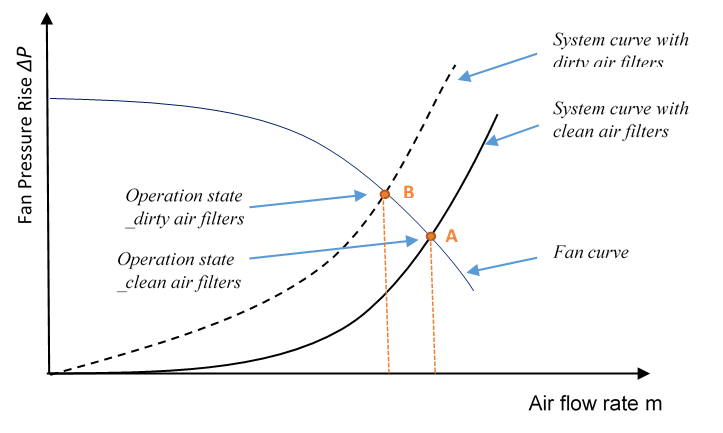 Fan Pressure Rise ΔP
System curve with
dirty air filters
System curve with
clean air filters
Operation state
_dirty air filters
B
A
Operation state
_clean air filters
Fan curve
Air flow rate m